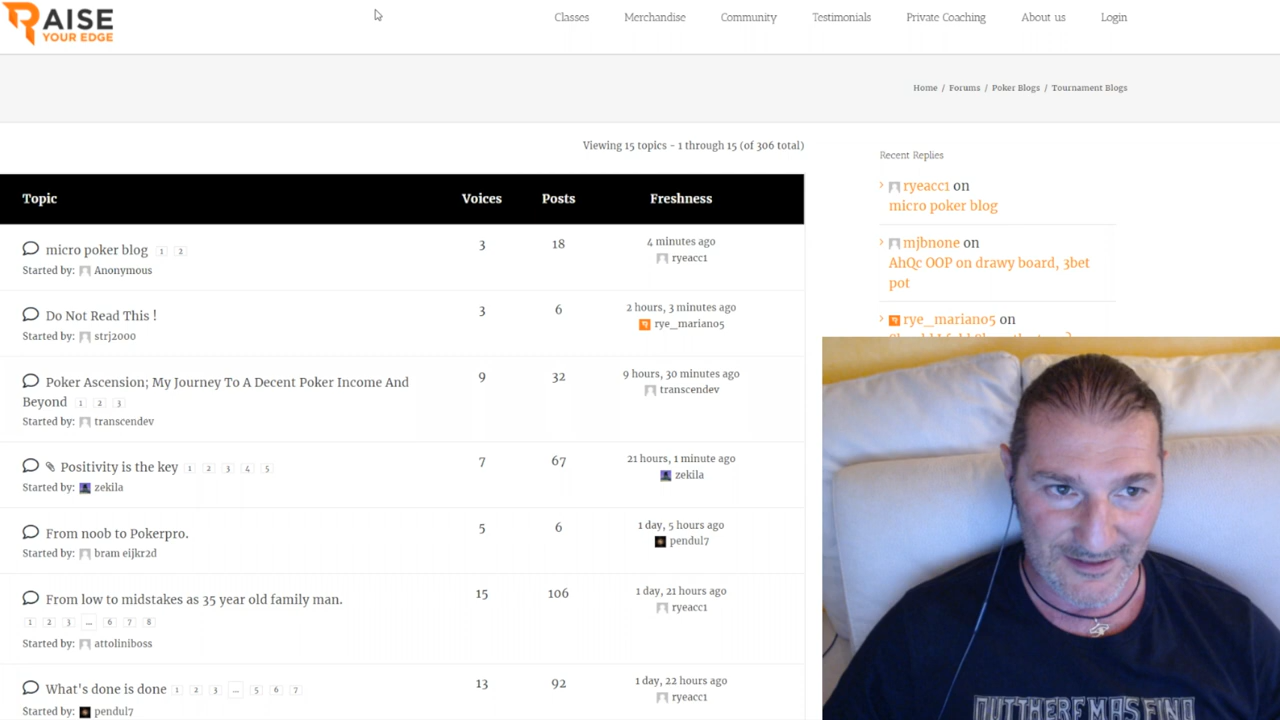 RAISE
YOUR EDGE
Classes
Merchandise
Community
Testimonials
Private Coaching
About us
Login
Home / Forums / Poker Blogs / Tournament Blogs
Viewing 15 topics - 1 through 15 (of 306 total)
Topic Voices Posts Freshness
micro poker blog 1 2 3 18 4 minutes ago
Started by: Anonymous ryeacc1
Do Not Read This ! 3 6 2 hours, 3 minutes ago
Started by: strj2000 rye_mariano5
Poker Ascension; My Journey To A Decent Poker Income And 9 32 9 hours, 30 minutes ago
Beyond 1 2 3 transcendev
Started by: transcendev
Positivity is the key 1 2 3 4 5 7 67 21 hours, 1 minute ago
Started by: zekila zekila
From noob to Pokerpro. 5 6 1 day, 5 hours ago
Started by: bram eijkr2d pendul7
From low to midstakes as 35 year old family man. 15 106 1 day, 21 hours ago
1 2 3 ... 6 7 8 ryeacc1
Started by: attoliniboss
What's done is done 1 2 3 ... 5 6 7 13 92 1 day, 22 hours ago
Started by: pendul7 ryeacc1
Recent Replies
ryeacc1 on
micro poker blog
mjbnone on
AhQc OOP on drawy board, 3bet
pot
rye_mariano5 on